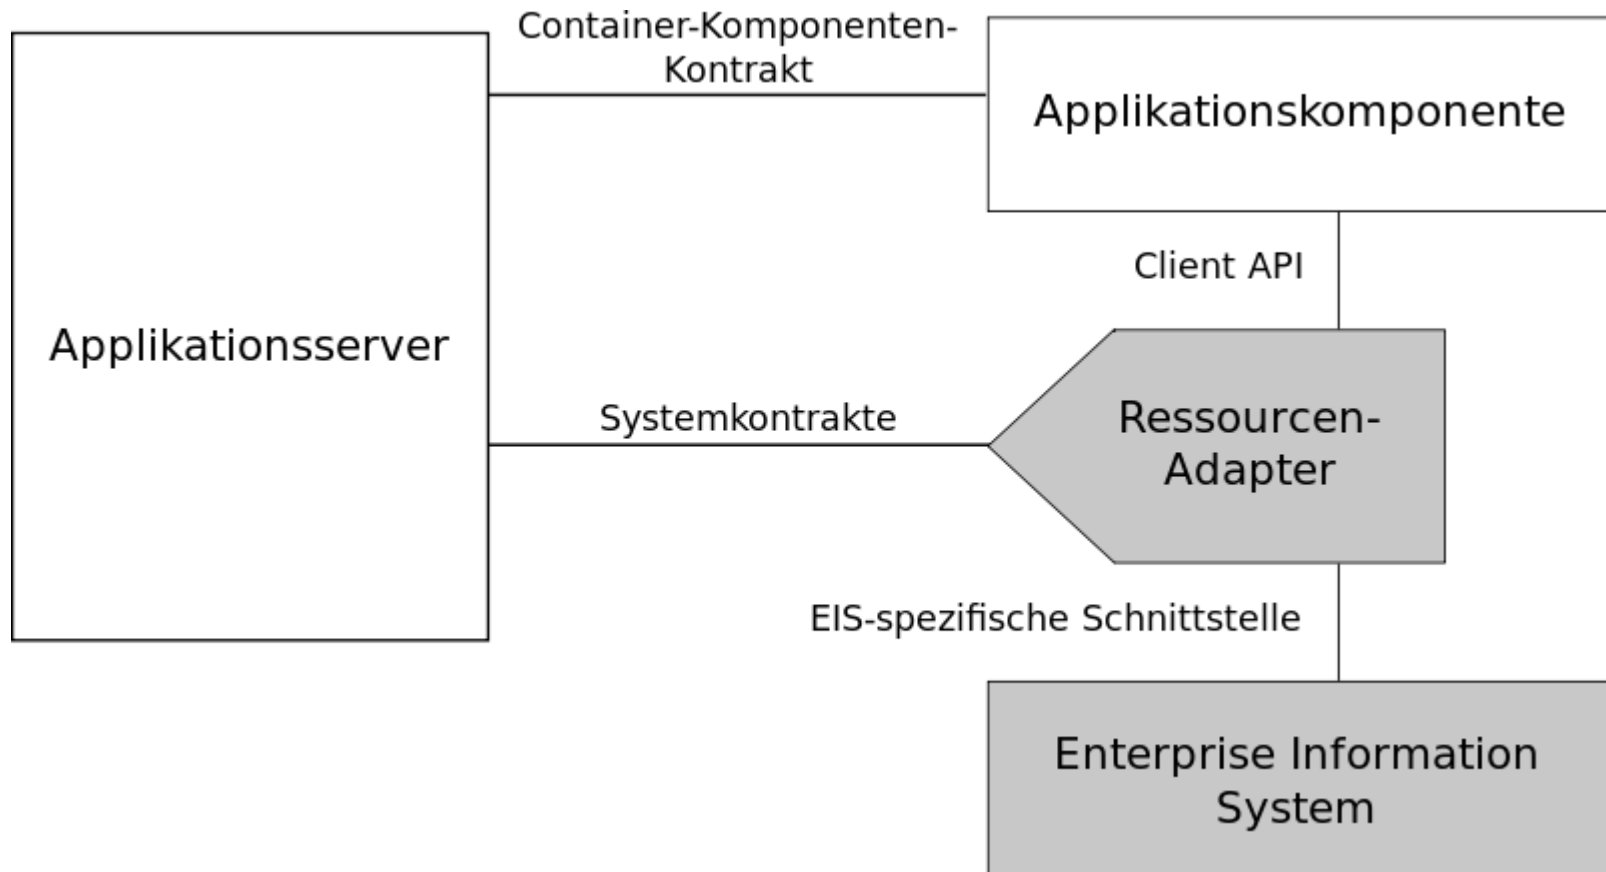 Container-Komponenten-
Kontrakt
Applikationskomponente
Client API
Applikationsserver
Systemkontrakte
Ressourcen-
Adapter
EIS-spezifische Schnittstelle
Enterprise Information
System